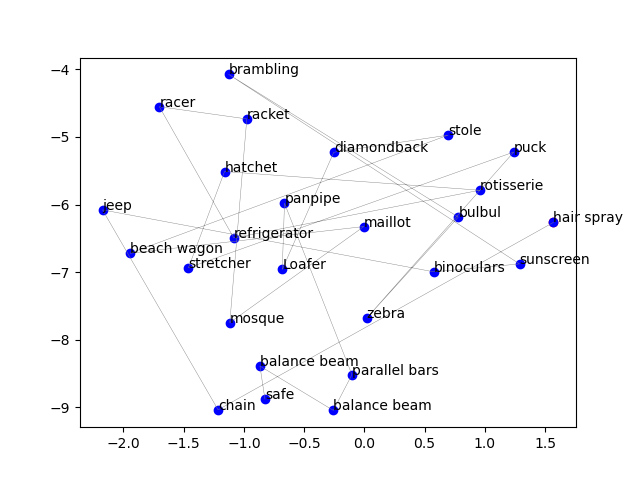 −4
brambling
racer
racket
−5
stole
diamondback
puck
hatchet
rotisserie
−6
jeep
panpipe
bulbul
maillot
hair spray
refrigerator
beach wagon
stretcher
Loafer
binoculars
sunscreen
−7
mosque
zebra
−8
balance beam
parallel bars
safe
chain
balance beam
−9
−2.0 −1.5 −1.0 −0.5 0.0 0.5 1.0 1.5